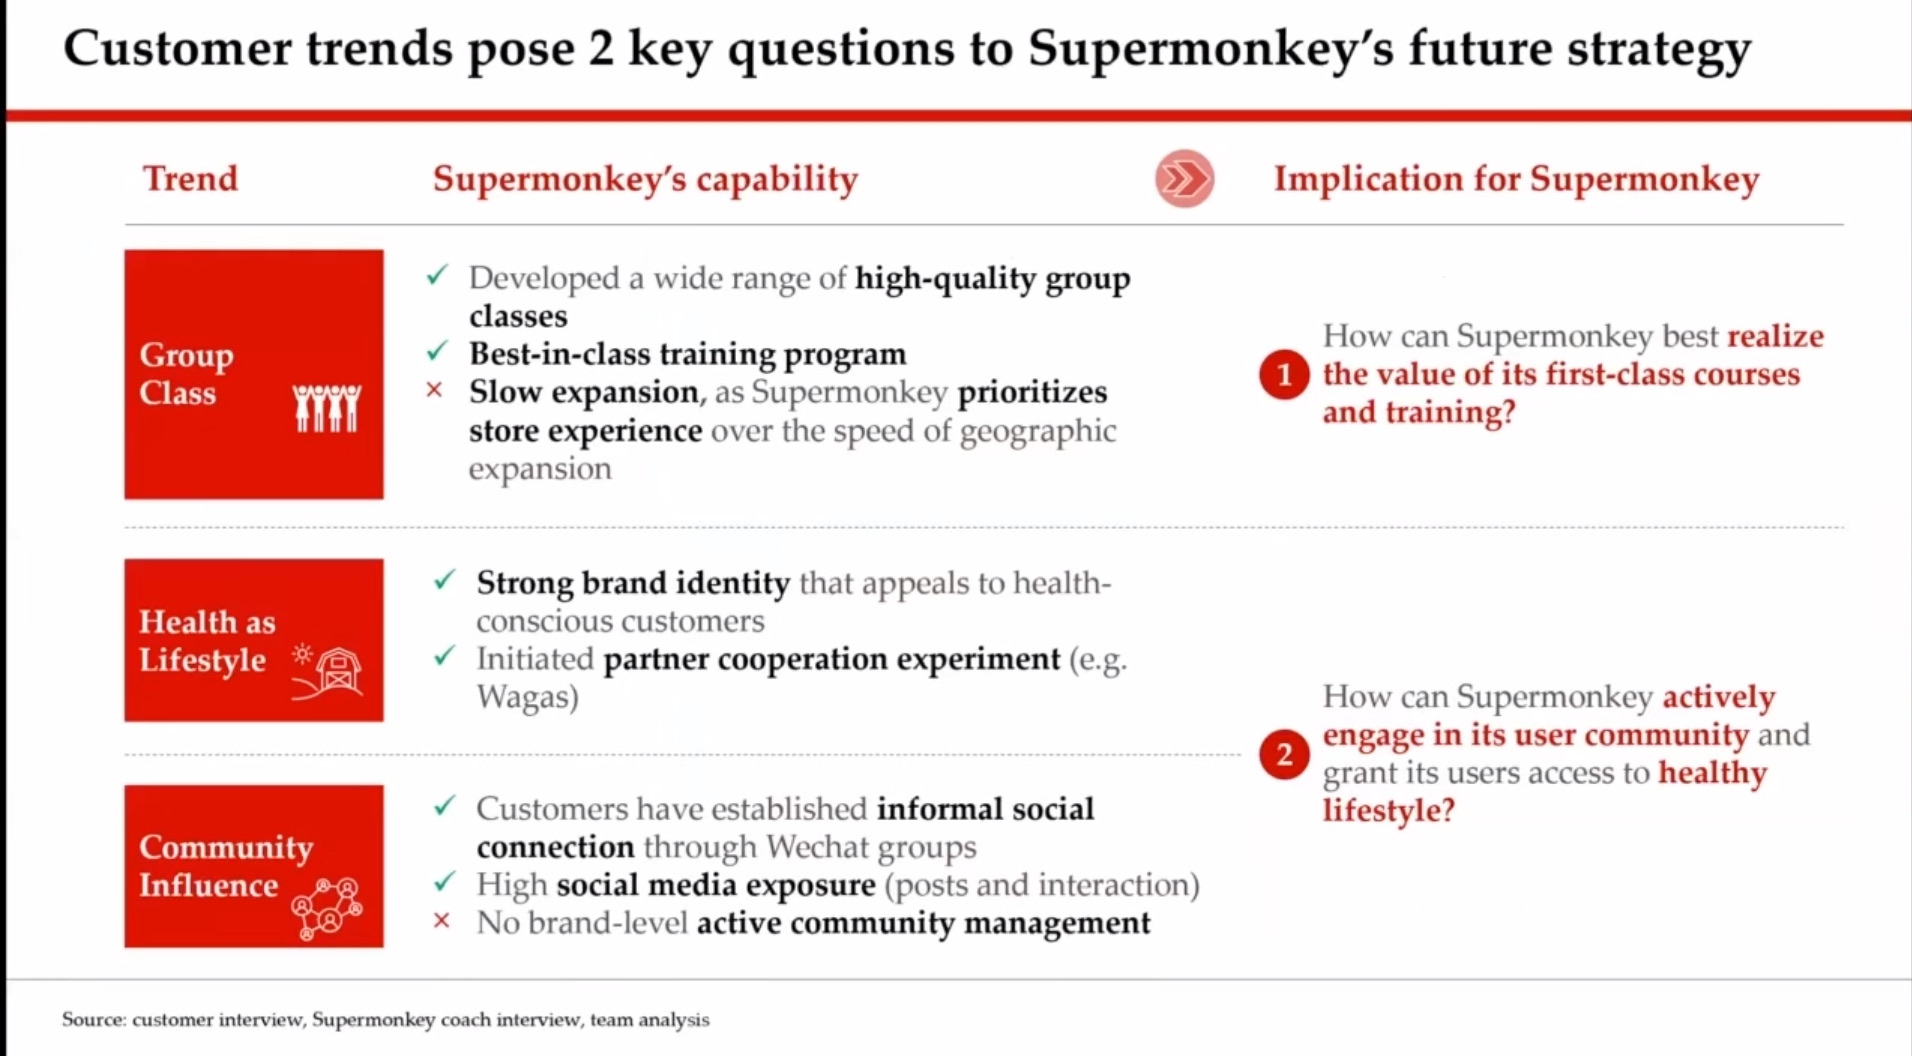 Customer trends pose 2 key questions to Supermonkey’s future strategy
Trend
Supermonkey’s capability
Implication for Supermonkey
Group
Class
✓ Developed a wide range of high-quality group
classes
✓ Best-in-class training program
× Slow expansion, as Supermonkey prioritizes
store experience over the speed of geographic
expansion
1
How can Supermonkey best realize
the value of its first-class courses
and training?
Health as
Lifestyle
✓ Strong brand identity that appeals to health-
conscious customers
✓ Initiated partner cooperation experiment (e.g.
Wagas)
Community
Influence
✓ Customers have established informal social
connection through Wechat groups
✓ High social media exposure (posts and interaction)
× No brand-level active community management
2
How can Supermonkey actively
engage in its user community and
grant its users access to healthy
lifestyle?
Source: customer interview, Supermonkey coach interview, team analysis